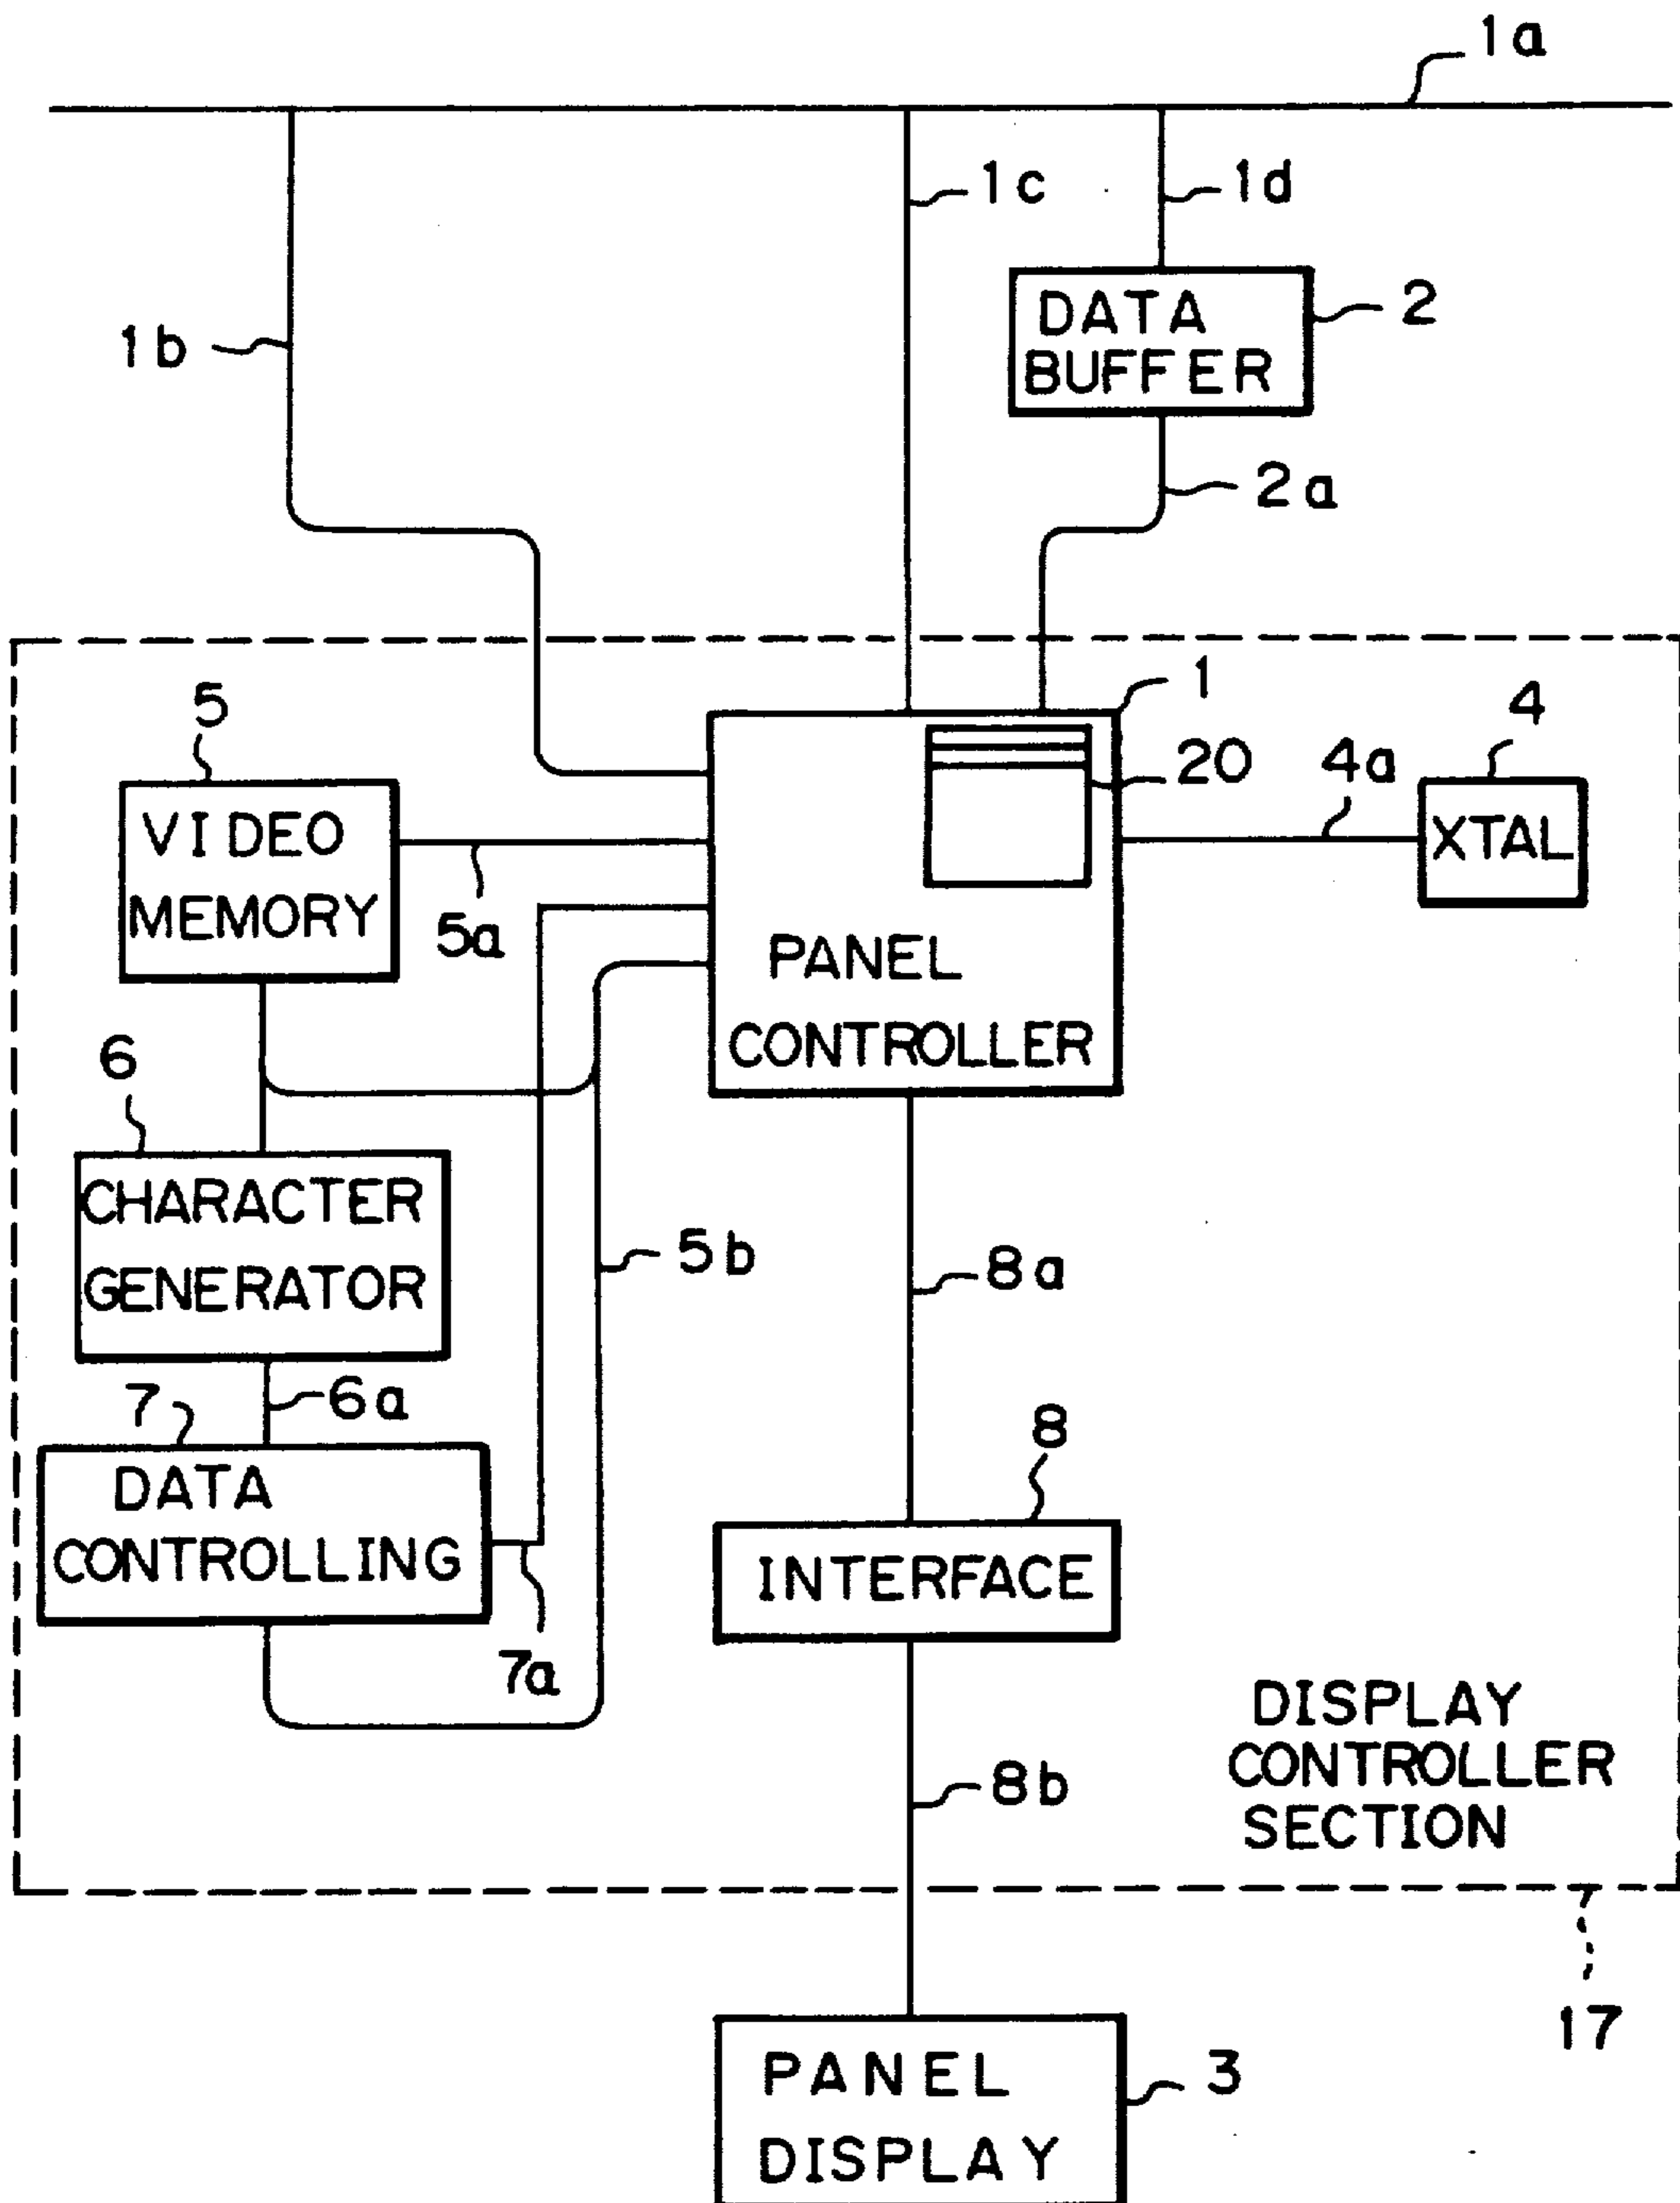 1a
1c
1d
1b
DATA
BUFFER
2
2a
1
5
20
4a
4
VIDEO
MEMORY
XTAL
5a
PANEL
CONTROLLER
6
CHARACTER
GENERATOR
5b
8a
7
6a
8
DATA
CONTROLLING
INTERFACE
7a
DISPLAY
CONTROLLER
SECTION
8b
17
PANEL
DISPLAY
3